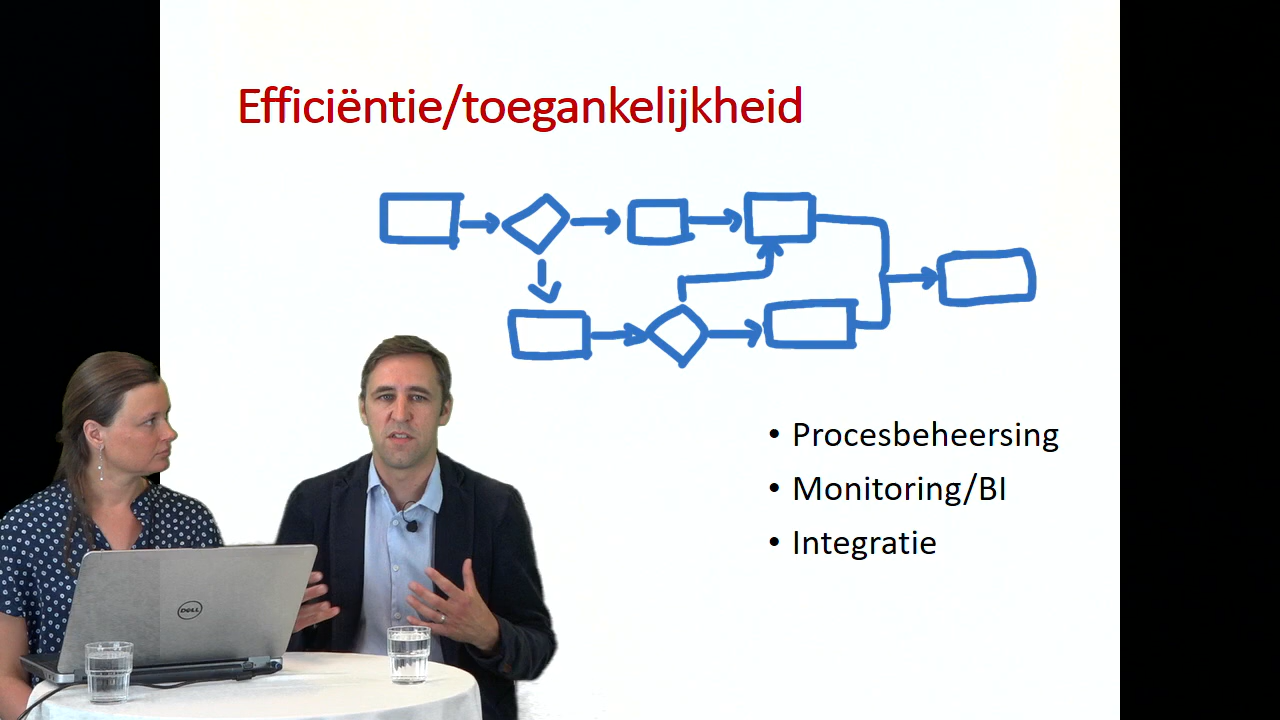 Efficiëntie/toegankelijkheid
• Procesbeheersing
• Monitoring/BI
• Integratie
DELL